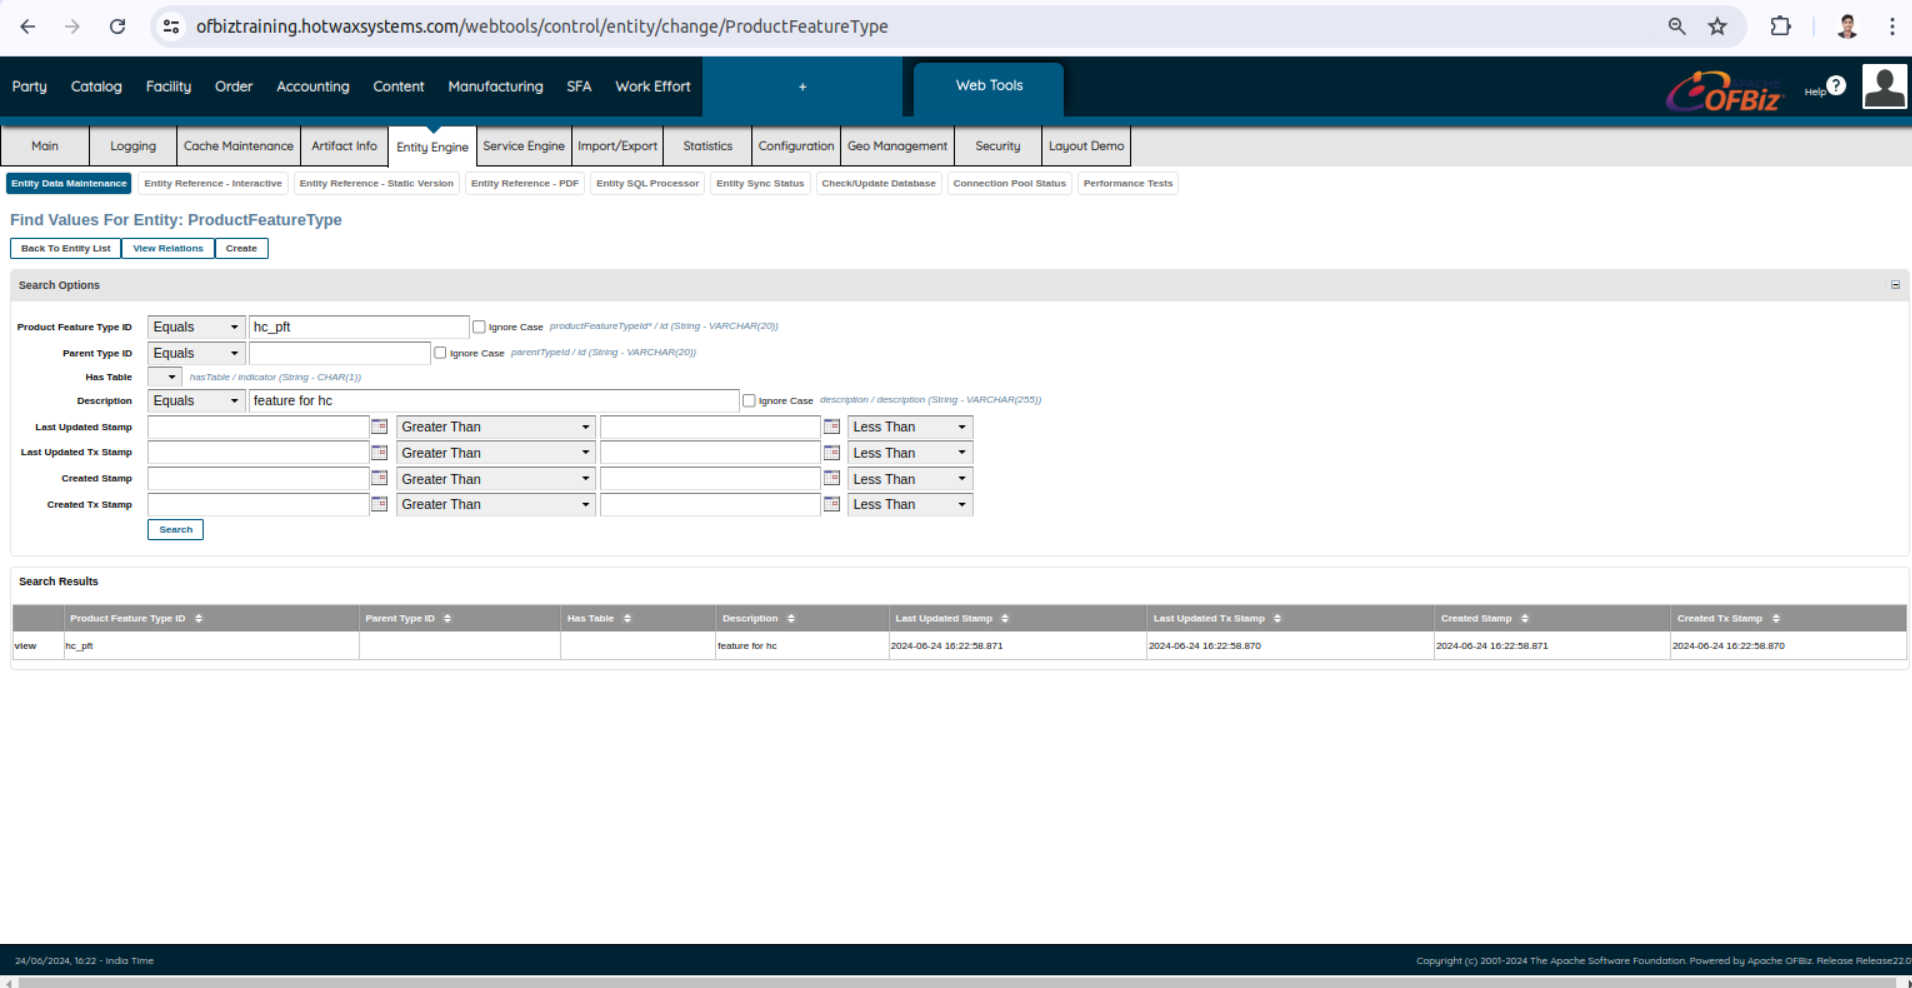 ofbiztraining.hotwaxsystems.com/webtools/control/entity/change/ProductFeatureType
Party Catalog Facility Order Accounting Content Manufacturing SFA Work Effort + Web Tools APACHE OFBiz Help ?
Main Logging Cache Maintenance Artifact Info Entity Engine Service Engine Import/Export Statistics Configuration Geo Management Security Layout Demo
Entity Data Maintenance Entity Reference - Interactive Entity Reference - Static Version Entity Reference - PDF Entity SQL Processor Entity Sync Status Check/Update Database Connection Pool Status Performance Tests
Find Values For Entity: ProductFeatureType
Back To Entity List View Relations Create
Search Options
Product Feature Type ID Equals hc_pft Ignore Case productFeatureTypeId* / id (String - VARCHAR(20))
Parent Type ID Equals Ignore Case parentTypeId / id (String - VARCHAR(20))
Has Table hasTable / indicator (String - CHAR(1))
Description Equals feature for hc Ignore Case description / description (String - VARCHAR(255))
Last Updated Stamp Greater Than Less Than
Last Updated Tx Stamp Greater Than Less Than
Created Stamp Greater Than Less Than
Created Tx Stamp Greater Than Less Than
Search
Search Results
Product Feature Type ID Parent Type ID Has Table Description Last Updated Stamp Last Updated Tx Stamp Created Stamp Created Tx Stamp
view hc_pft feature for hc 2024-06-24 16:22:58.871 2024-06-24 16:22:58.870 2024-06-24 16:22:58.871 2024-06-24 16:22:58.870
24/06/2024, 16:22 - India Time Copyright (c) 2001-2024 The Apache Software Foundation. Powered by Apache OFBiz. Release Release22.0